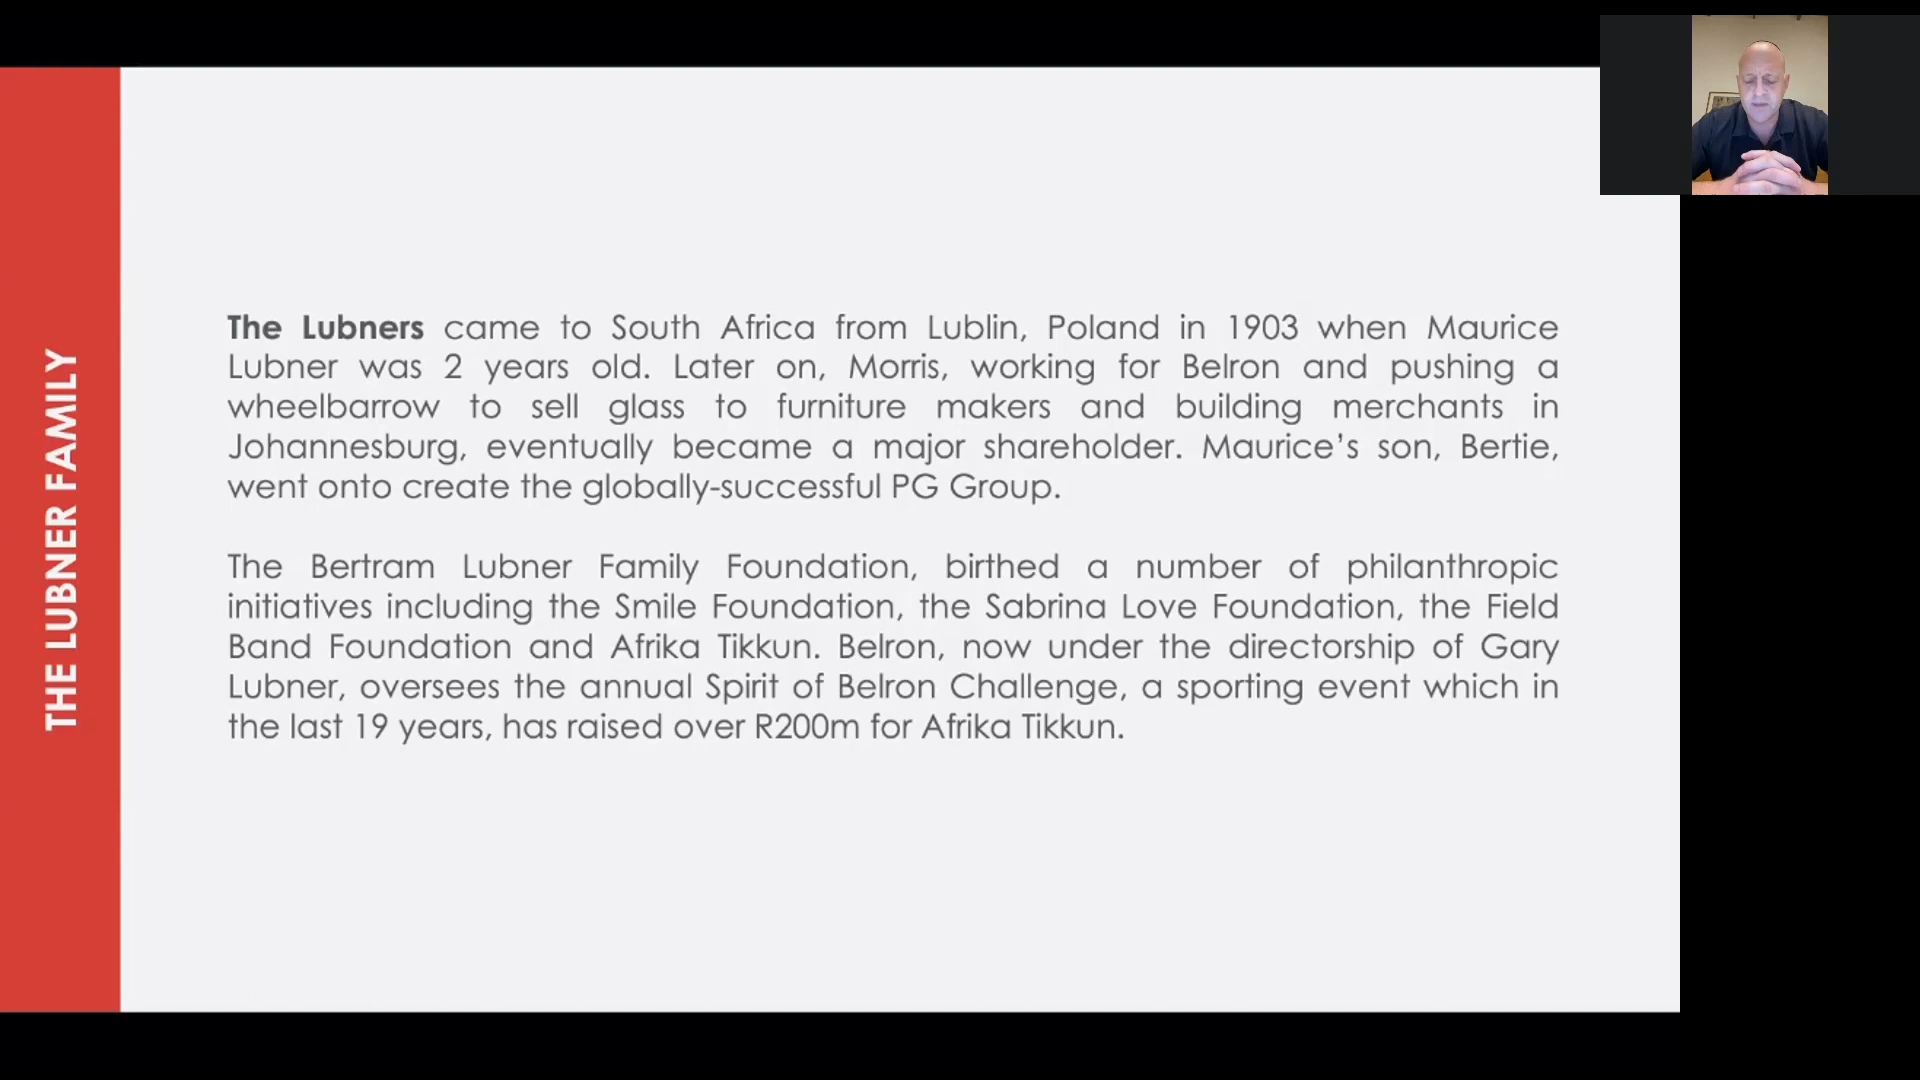 THE LUBNER FAMILY
The Lubners came to South Africa from Lublin, Poland in 1903 when Maurice
Lubner was 2 years old. Later on, Morris, working for Belron and pushing a
wheelbarrow to sell glass to furniture makers and building merchants in
Johannesburg, eventually became a major shareholder. Maurice’s son, Bertie,
went onto create the globally-successful PG Group.
The Bertram Lubner Family Foundation, birthed a number of philanthropic
initiatives including the Smile Foundation, the Sabrina Love Foundation, the Field
Band Foundation and Afrika Tikkun. Belron, now under the directorship of Gary
Lubner, oversees the annual Spirit of Belron Challenge, a sporting event which in
the last 19 years, has raised over R200m for Afrika Tikkun.